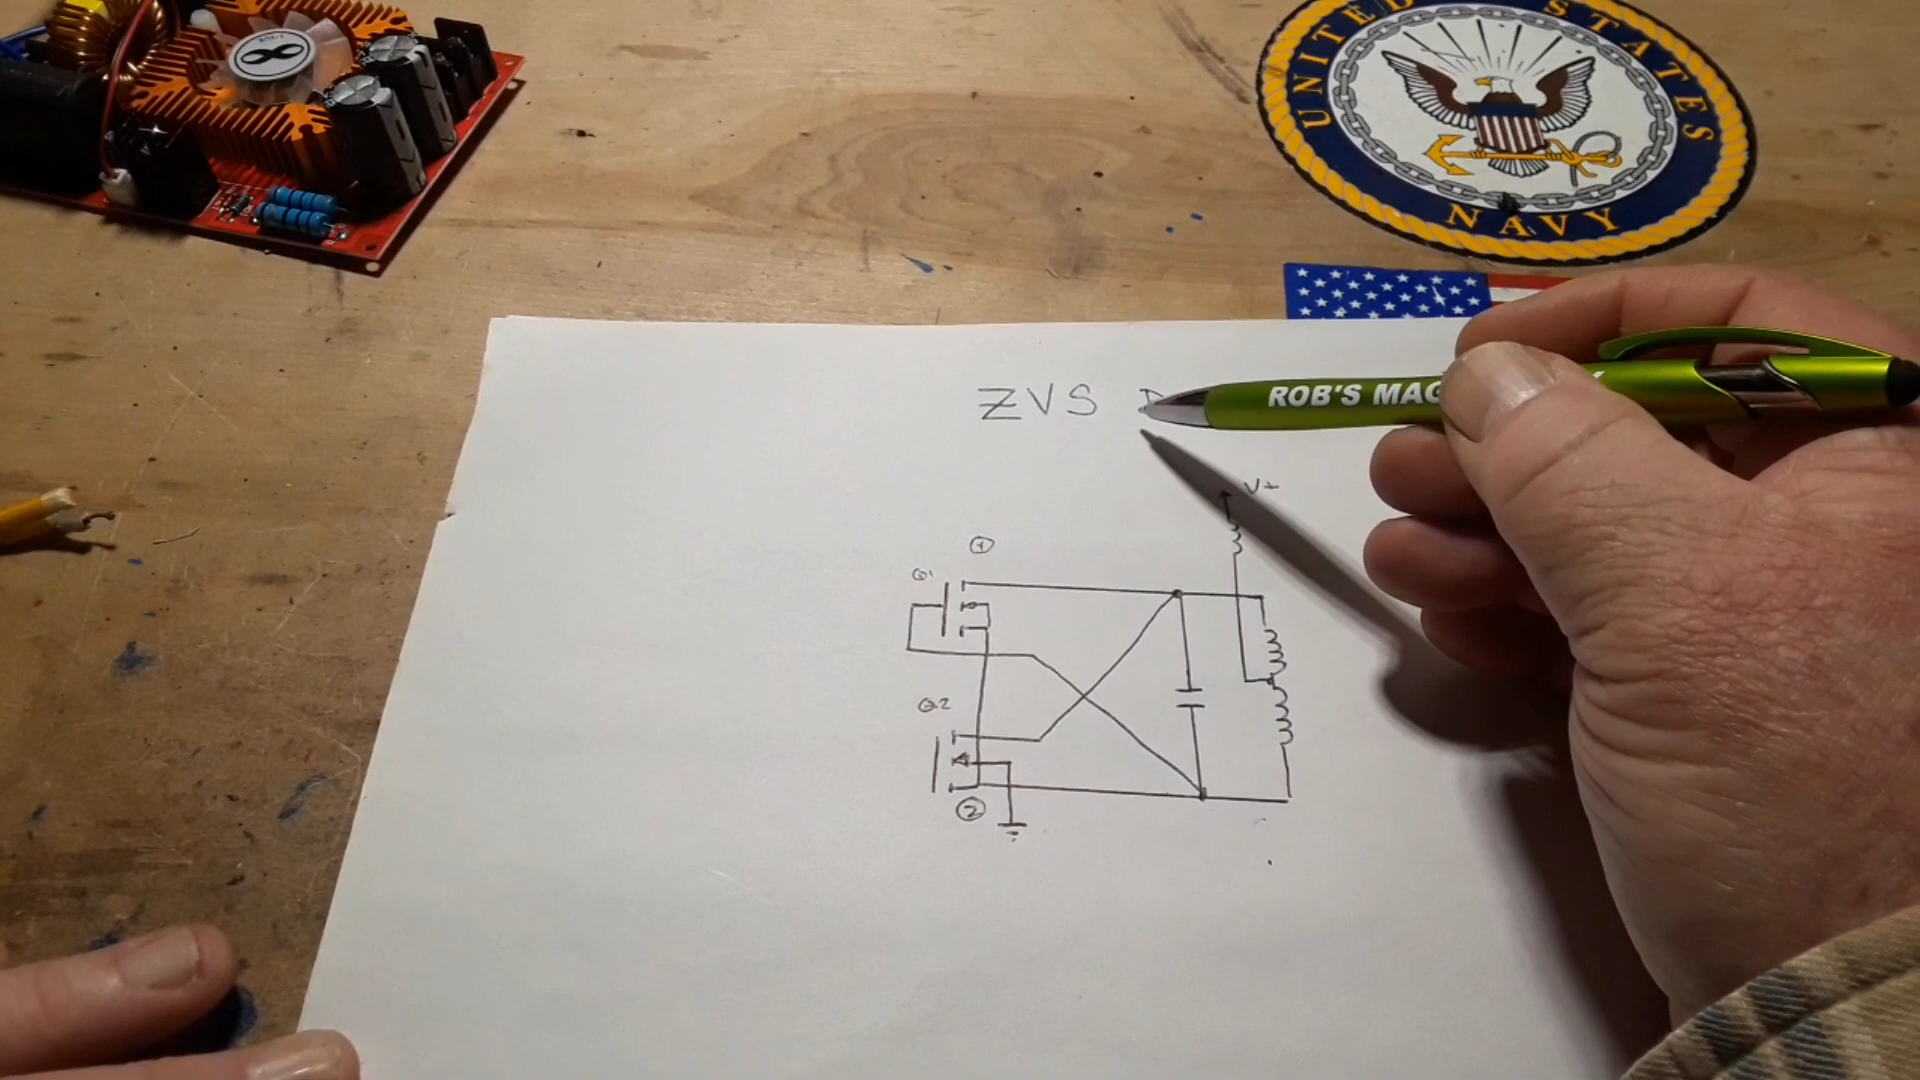 UNITED STATES
NAVY
ZVS
ROB'S MAG
V+
1
Q1
Q2
2